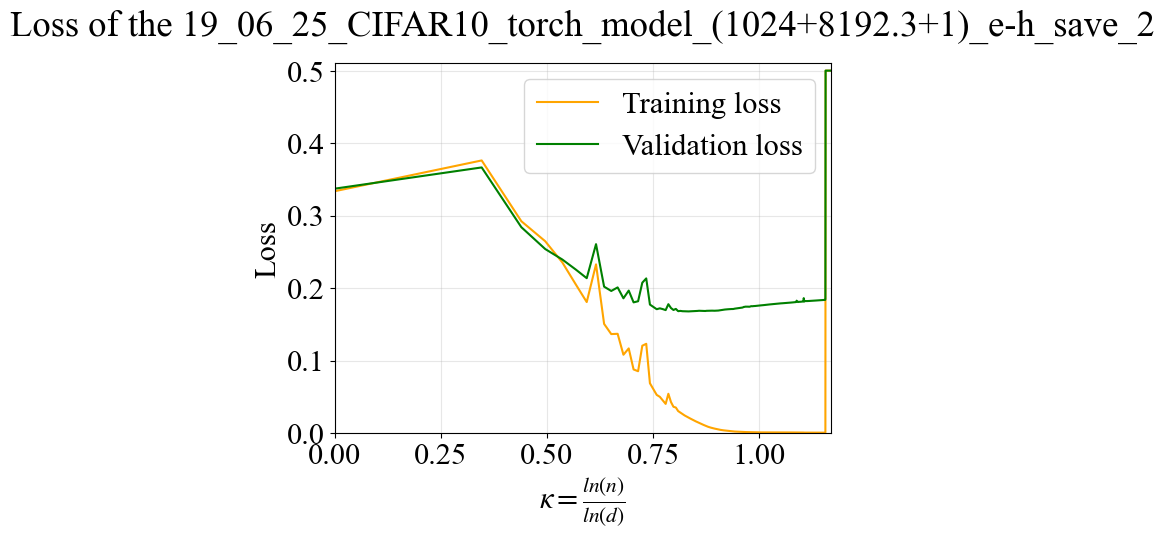 Loss of the 19_06_25_CIFAR10_torch_model_(1024+8192.3+1)_e-h_save_2
0.5
0.4
0.3
0.2
0.1
0.0
Loss
Training loss
Validation loss
0.00 0.25 0.50 0.75 1.00
κ = ln(n)/ln(d)